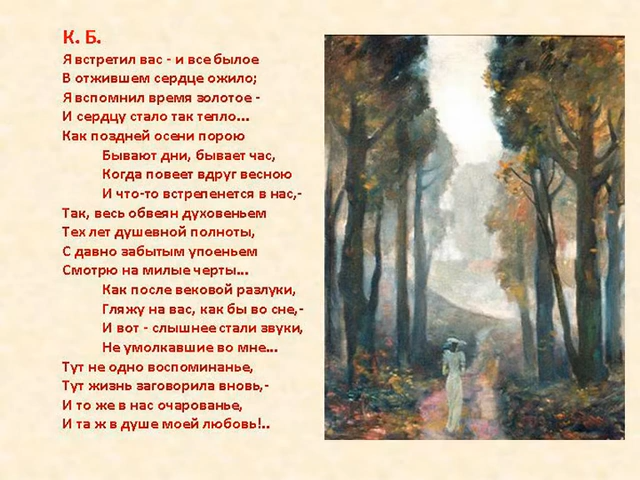 К. Б.
Я встретил вас - и все былое
В отжившем сердце ожило;
Я вспомнил время золотое -
И сердцу стало так тепло...
Как поздней осени порою
Бывают дни, бывает час,
Когда повеет вдруг весною
И что-то встрепенется в нас,-
Так, весь обвеян духовеньем
Тех лет душевной полноты,
С давно забытым упоеньем
Смотрю на милые черты...
Как после вековой разлуки,
Гляжу на вас, как бы во сне,-
И вот - слышнее стали звуки,
Не умолкавшие во мне...
Тут не одно воспоминанье,
Тут жизнь заговорила вновь,-
И то же в нас очарованье,
И та ж в душе моей любовь!..